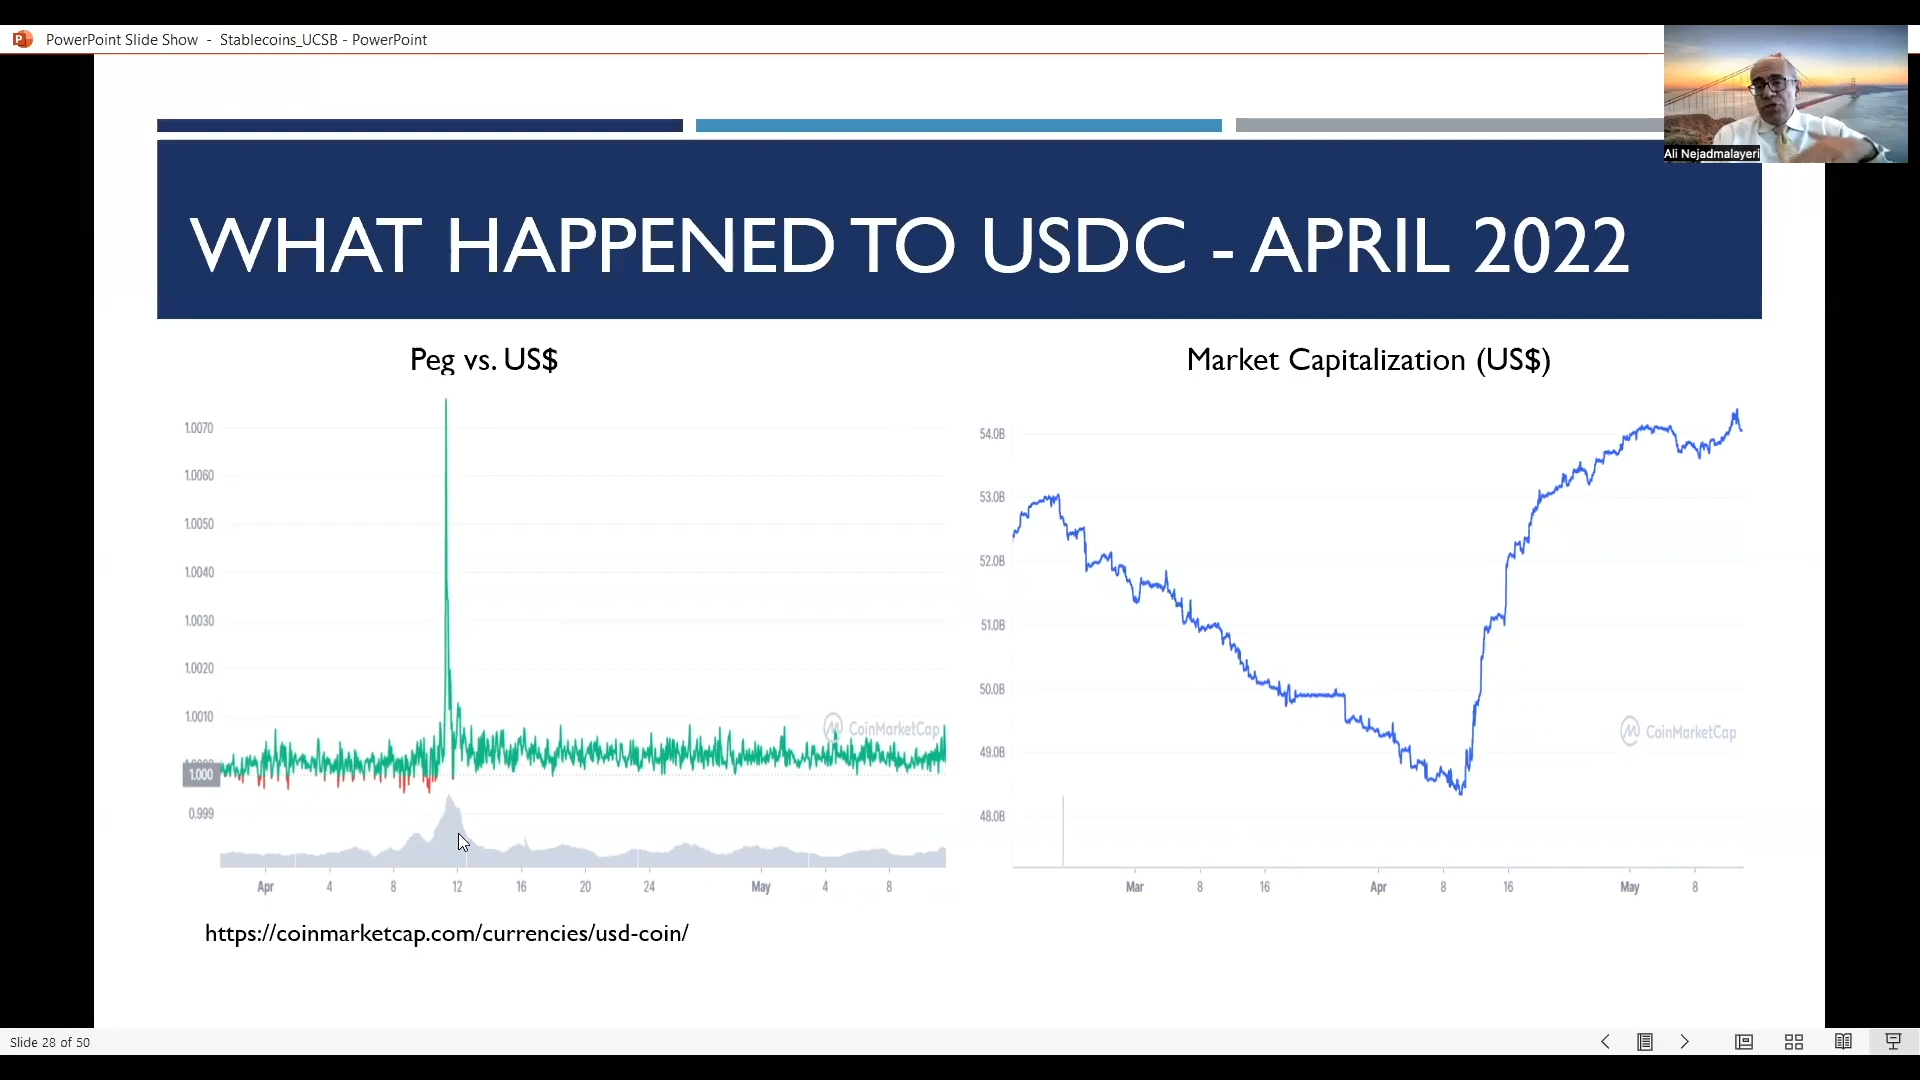 PowerPoint Slide Show - Stablecoins_UCSB - PowerPoint
Ali Nejadmalayeri
WHAT HAPPENED TO USDC - APRIL 2022
Peg vs. US$
1.0070
1.0060
1.0050
1.0040
1.0030
1.0020
1.0010
1.000
0.999
CoinMarketCap
Apr 4 8 12 16 20 24 May 4 8
https://coinmarketcap.com/currencies/usd-coin/
Market Capitalization (US$)
54.0B
53.0B
52.0B
51.0B
50.0B
49.0B
48.0B
CoinMarketCap
Mar 8 16 Apr 8 16 May 8
Slide 28 of 50